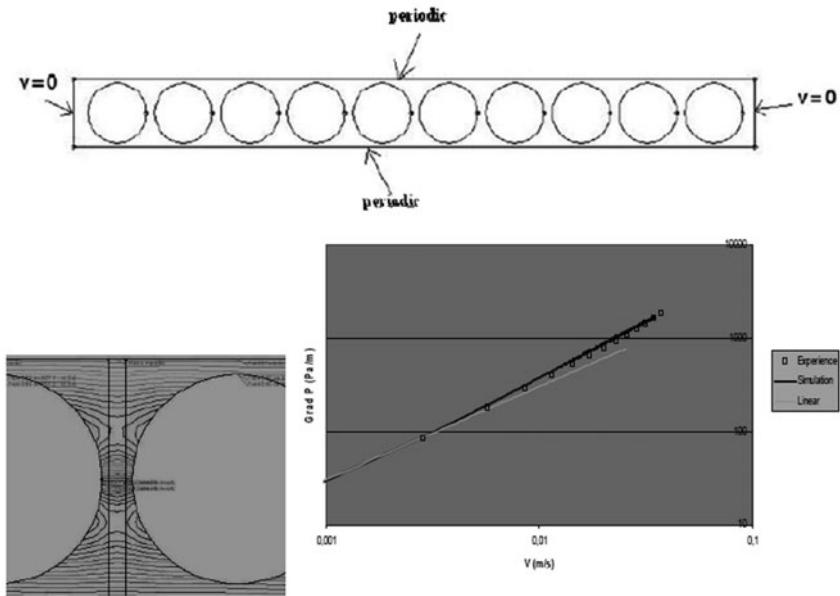 periodic
v=0
v=0
periodic
10000
1000
100
10
Grad P (Pa/m)
0,001
0,01
0,1
V (m/s)
Experience
Simulation
Linear